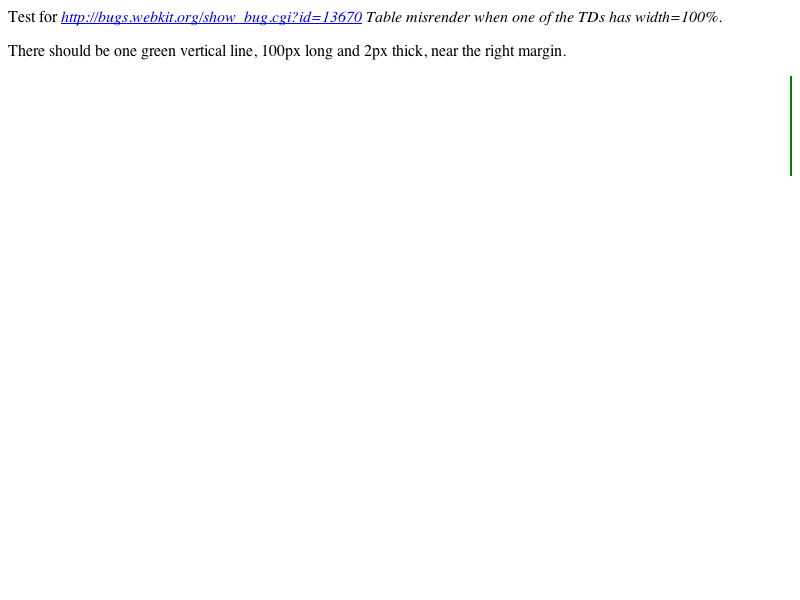 Test for http://bugs.webkit.org/show_bug.cgi?id=13670 Table misrender when one of the TDs has width=100%.
There should be one green vertical line, 100px long and 2px thick, near the right margin.